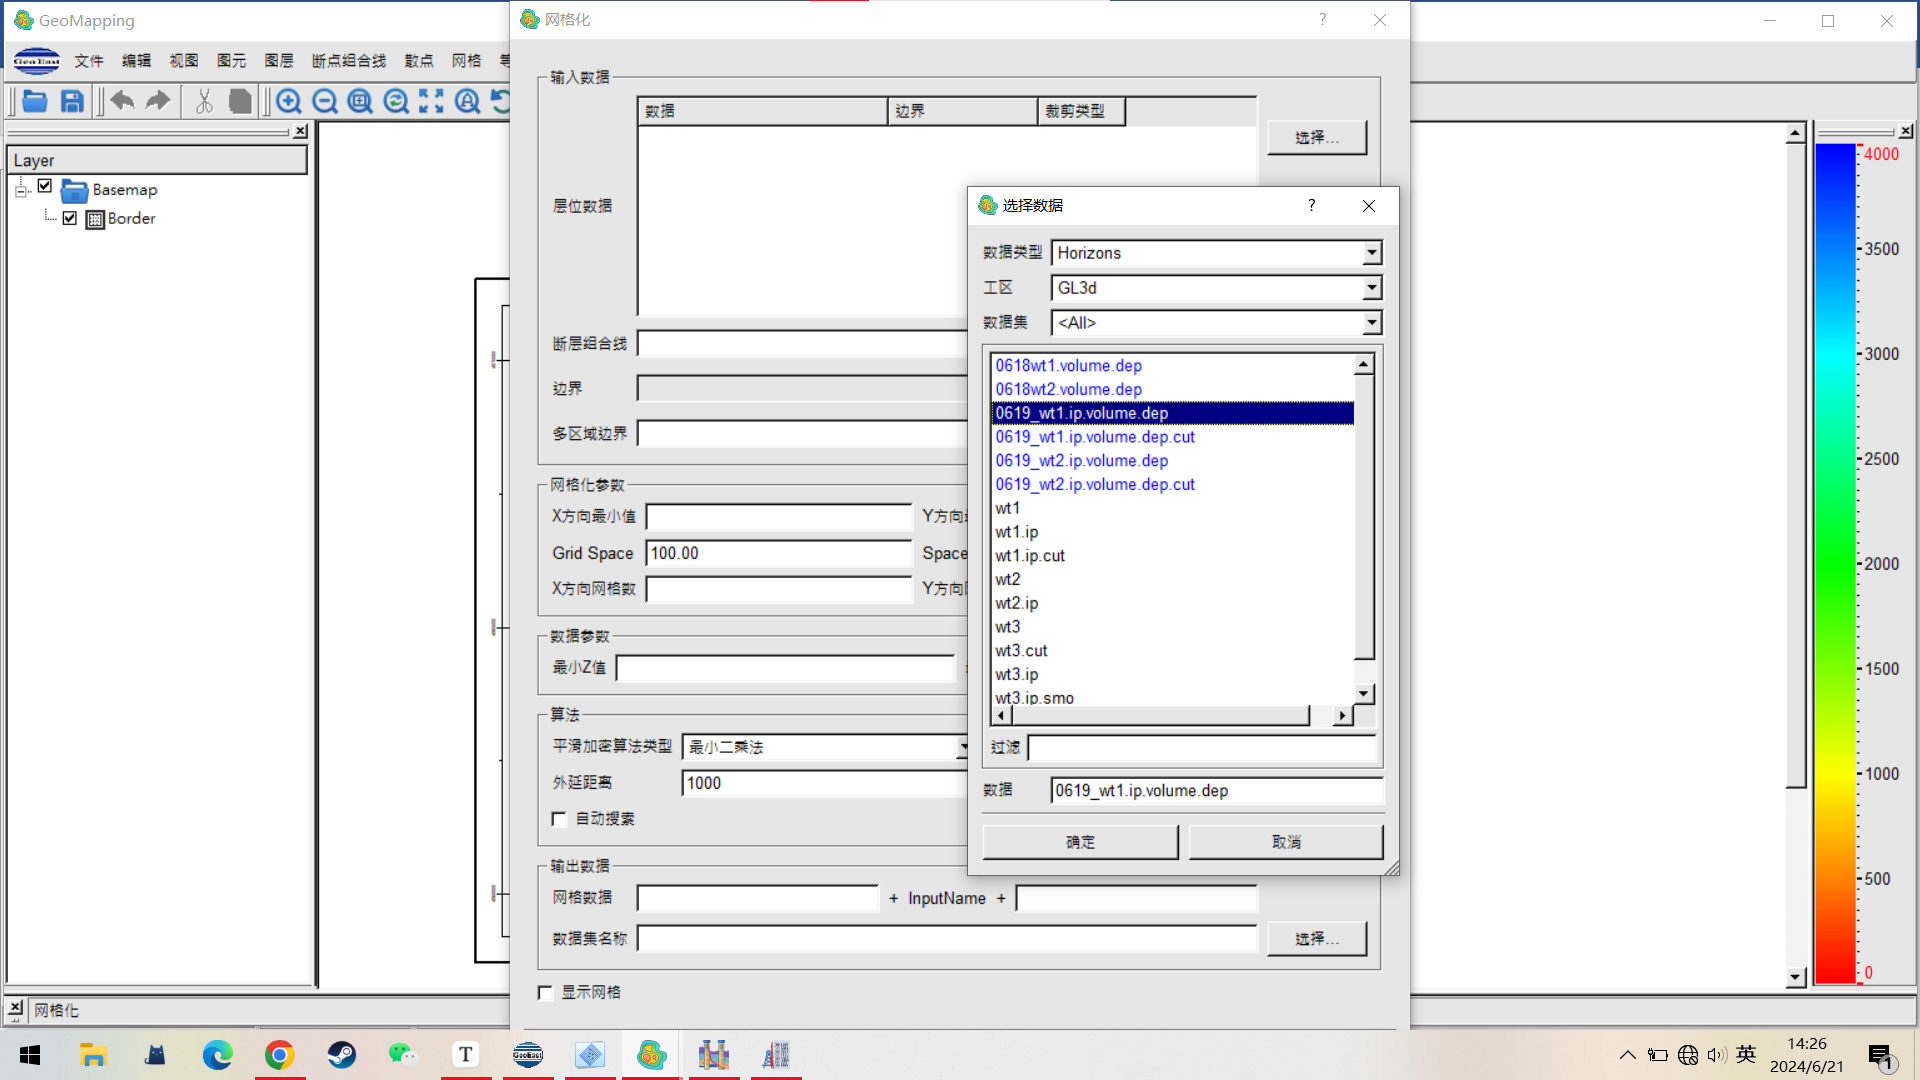 GeoMapping
网格化
?
GeoEast
文件 编辑 视图 图元 图层 断点组合线 散点 网格
Layer
Basemap
Border
输入数据
数据 边界 裁剪类型
选择...
层位数据
断层组合线
边界
多区域边界
网格化参数
X方向最小值
Y方向
Grid Space 100.00
Space
X方向网格数
Y方向
数据参数
最小Z值
算法
平滑加密算法类型 最小二乘法
外延距离 1000
自动搜索
输出数据
网格数据 + InputName +
数据集名称 选择...
显示网格
选择数据
?
数据类型 Horizons
工区 GL3d
数据集 <All>
0618wt1.volume.dep
0618wt2.volume.dep
0619_wt1.ip.volume.dep
0619_wt1.ip.volume.dep.cut
0619_wt2.ip.volume.dep
0619_wt2.ip.volume.dep.cut
wt1
wt1.ip
wt1.ip.cut
wt2
wt2.ip
wt3
wt3.cut
wt3.ip
wt3.ip.smo
过滤
数据 0619_wt1.ip.volume.dep
确定 取消
4000
3500
3000
2500
2000
1500
1000
500
0
网格化
T
GeoEast
英
14:26
2024/6/21
1